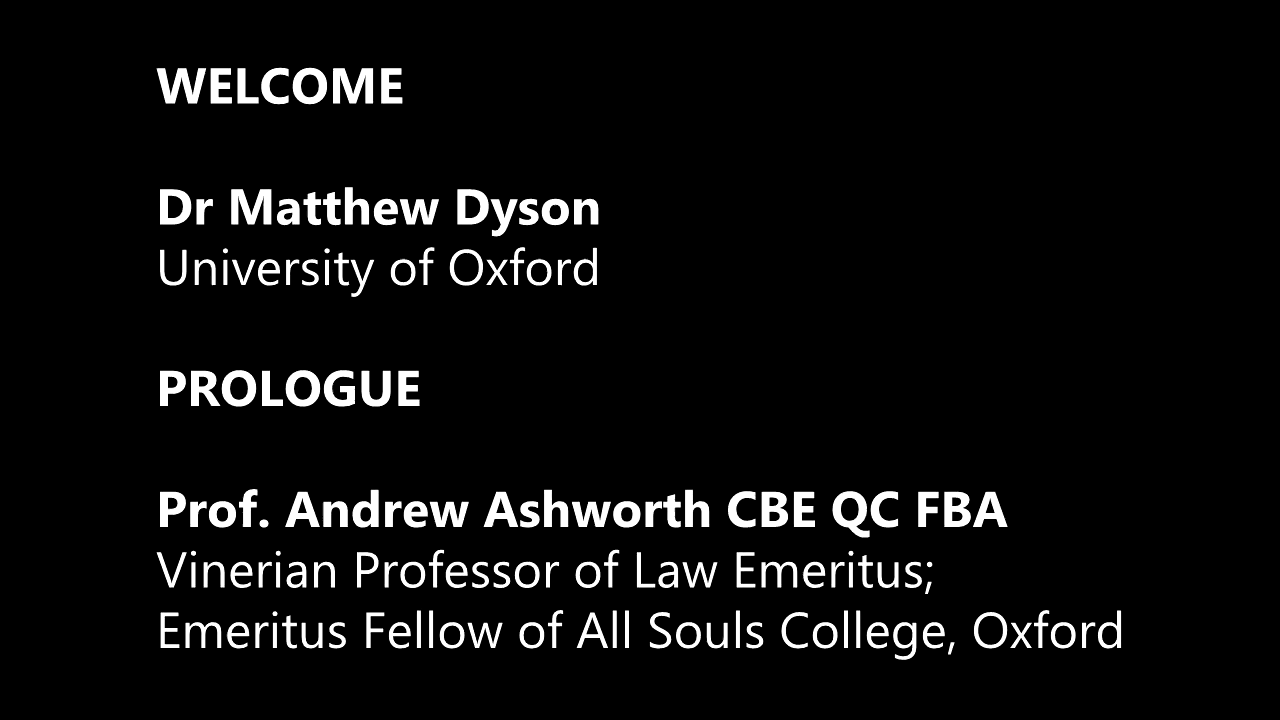 WELCOME
Dr Matthew Dyson
University of Oxford
PROLOGUE
Prof. Andrew Ashworth CBE QC FBA
Vinerian Professor of Law Emeritus;
Emeritus Fellow of All Souls College, Oxford